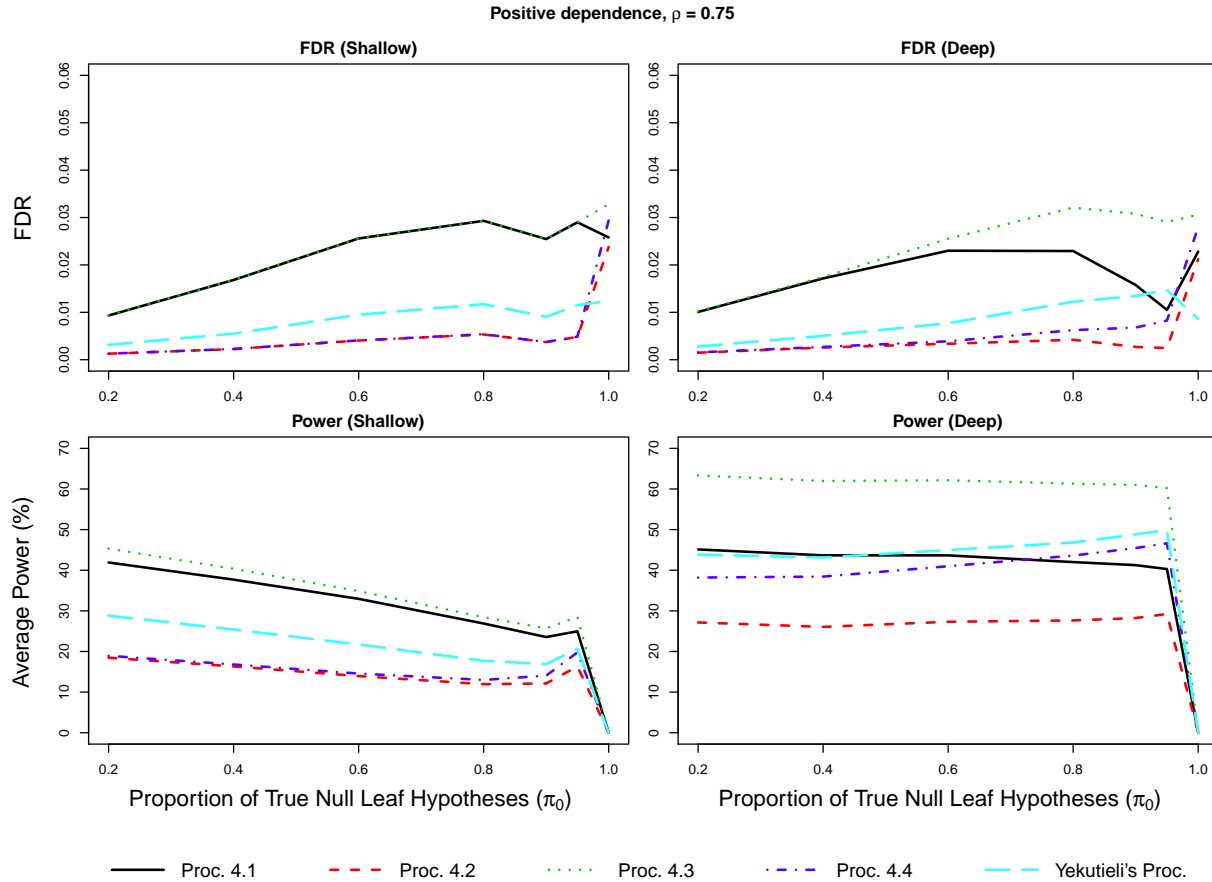 Positive dependence, ρ = 0.75
FDR (Shallow)
FDR (Deep)
FDR
0.06
0.05
0.04
0.03
0.02
0.01
0.00
0.2 0.4 0.6 0.8 1.0
0.06
0.05
0.04
0.03
0.02
0.01
0.00
0.2 0.4 0.6 0.8 1.0
Power (Shallow)
Power (Deep)
Average Power (%)
70
60
50
40
30
20
10
0
0.2 0.4 0.6 0.8 1.0
70
60
50
40
30
20
10
0
0.2 0.4 0.6 0.8 1.0
Proportion of True Null Leaf Hypotheses (π₀)
Proportion of True Null Leaf Hypotheses (π₀)
Proc. 4.1 Proc. 4.2 Proc. 4.3 Proc. 4.4 Yekutieli's Proc.